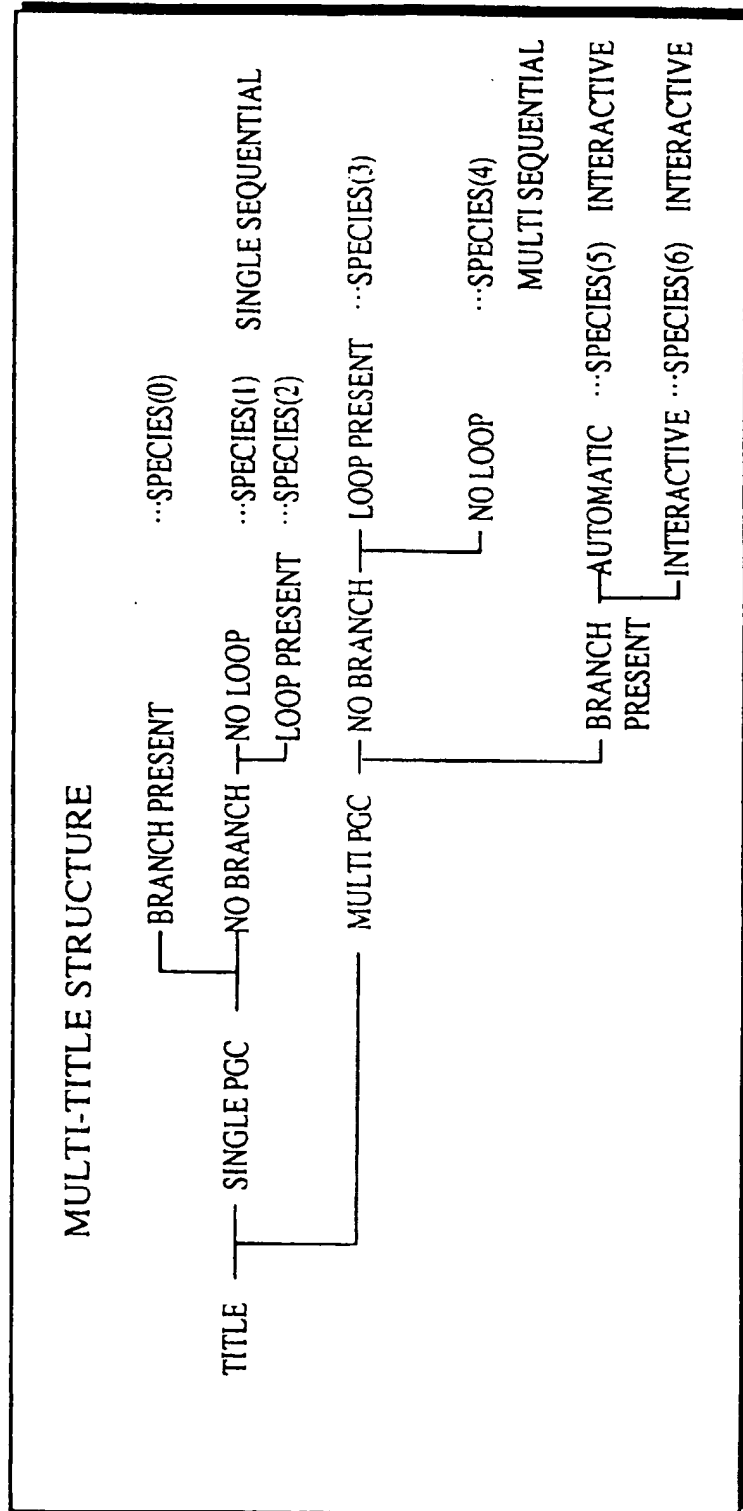 MULTI-TITLE STRUCTURE
BRANCH PRESENT ···SPECIES(0)
TITLE SINGLE PGC NO BRANCH NO LOOP ···SPECIES(1) SINGLE SEQUENTIAL
LOOP PRESENT ···SPECIES(2)
MULTI PGC NO BRANCH LOOP PRESENT ···SPECIES(3)
NO LOOP ···SPECIES(4)
MULTI SEQUENTIAL
BRANCH AUTOMATIC ···SPECIES(5) INTERACTIVE
PRESENT
INTERACTIVE ···SPECIES(6) INTERACTIVE